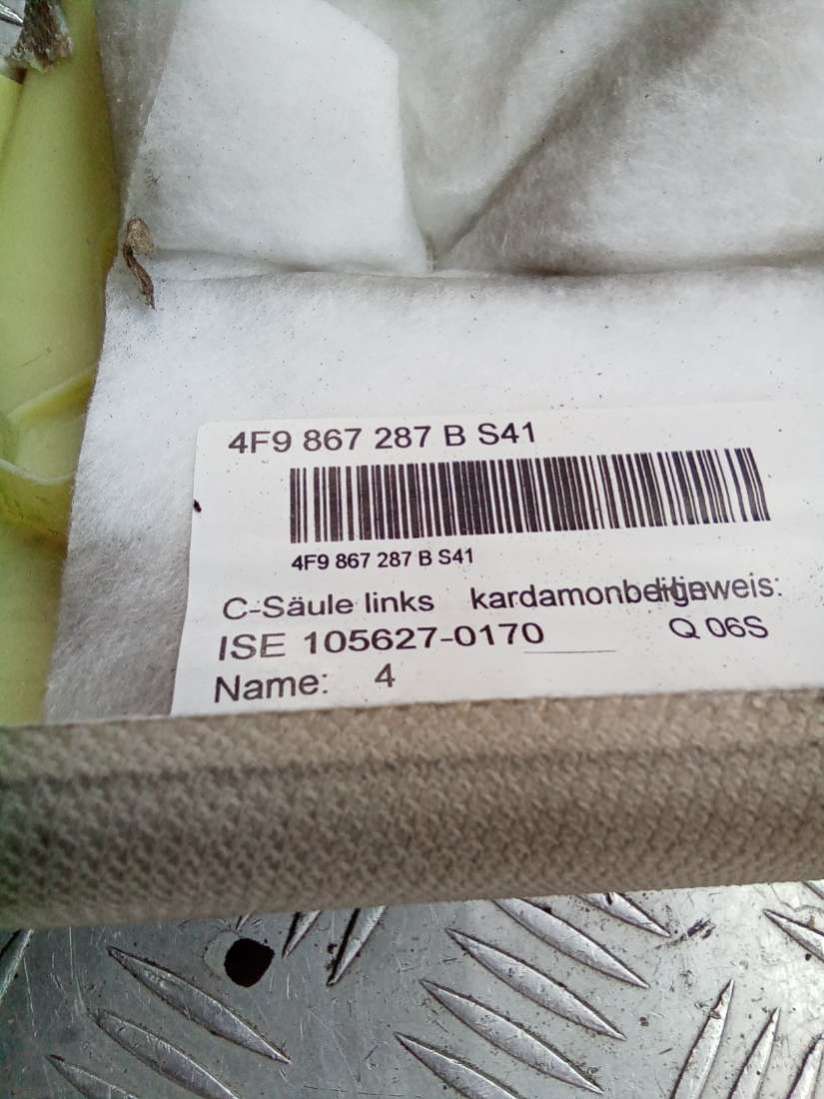 4F9 867 287 B S41
4F9 867 287 B S41
C-Säule links kardamonbeige
ISE 105627-0170 Q 06S
Name: 4